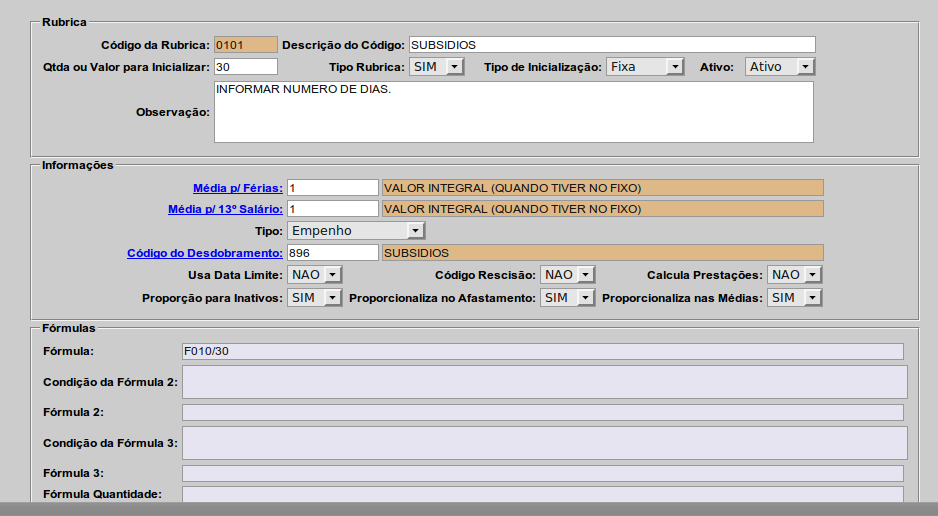 Rubrica
Código da Rubrica: 0101 Descrição do Código: SUBSIDIOS
Qtda ou Valor para Inicializar: 30 Tipo Rubrica: SIM Tipo de Inicialização: Fixa Ativo: Ativo
Observação: INFORMAR NUMERO DE DIAS.
Informações
Média p/ Férias: 1 VALOR INTEGRAL (QUANDO TIVER NO FIXO)
Média p/ 13º Salário: 1 VALOR INTEGRAL (QUANDO TIVER NO FIXO)
Tipo: Empenho
Código do Desdobramento: 896 SUBSIDIOS
Usa Data Limite: NAO Código Rescisão: NAO Calcula Prestações: NAO
Proporção para Inativos: SIM Proporcionaliza no Afastamento: SIM Proporcionaliza nas Médias: SIM
Fórmulas
Fórmula: F010/30
Condição da Fórmula 2:
Fórmula 2:
Condição da Fórmula 3:
Fórmula 3:
Fórmula Quantidade: